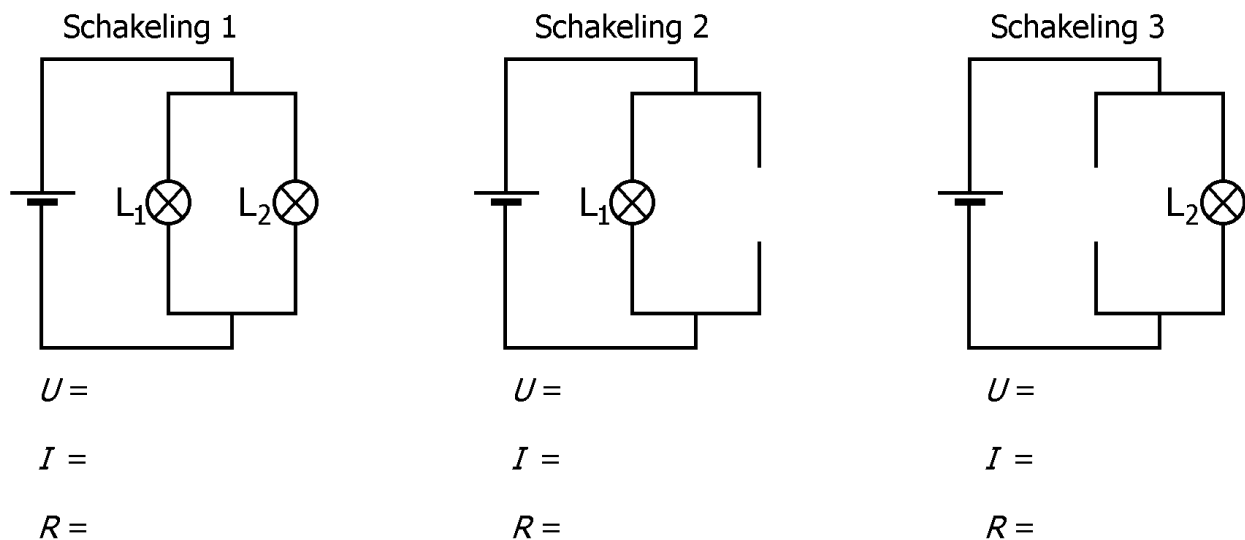 Schakeling 1 Schakeling 2 Schakeling 3
L₁ L₂ L₁ L₂
U = U = U =
I = I = I =
R = R = R =